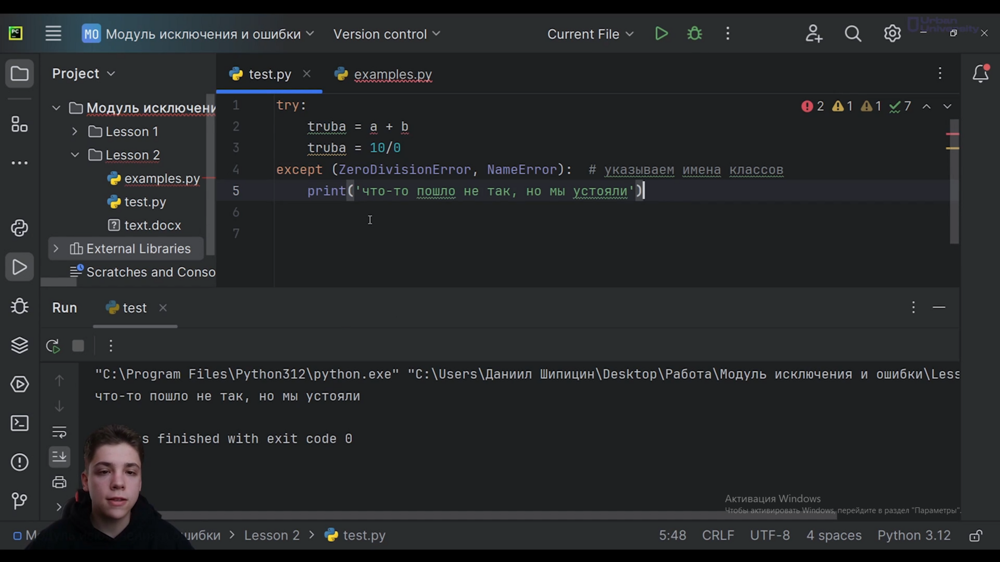 Urban
University
PC
MO Модуль исключения и ошибки
Version control
Current File
Project
test.py
examples.py
Модуль исключени
Lesson 1
Lesson 2
examples.py
test.py
text.docx
External Libraries
Scratches and Conso
2 1 1 7
1 try:
2 truba = a + b
3 truba = 10/0
4 except (ZeroDivisionError, NameError):  # указываем имена классов
5 print('что-то пошло не так, но мы устояли')
6
7
Run
test
"C:\Program Files\Python312\python.exe" "C:\Users\Даниил Шипицин\Desktop\Работа\Модуль исключения и ошибки\Less
что-то пошло не так, но мы устояли
s finished with exit code 0
Активация Windows
Чтобы активировать Windows, перейдите в раздел "Параметры".
Lesson 2 > test.py
5:48 CRLF UTF-8 4 spaces Python 3.12